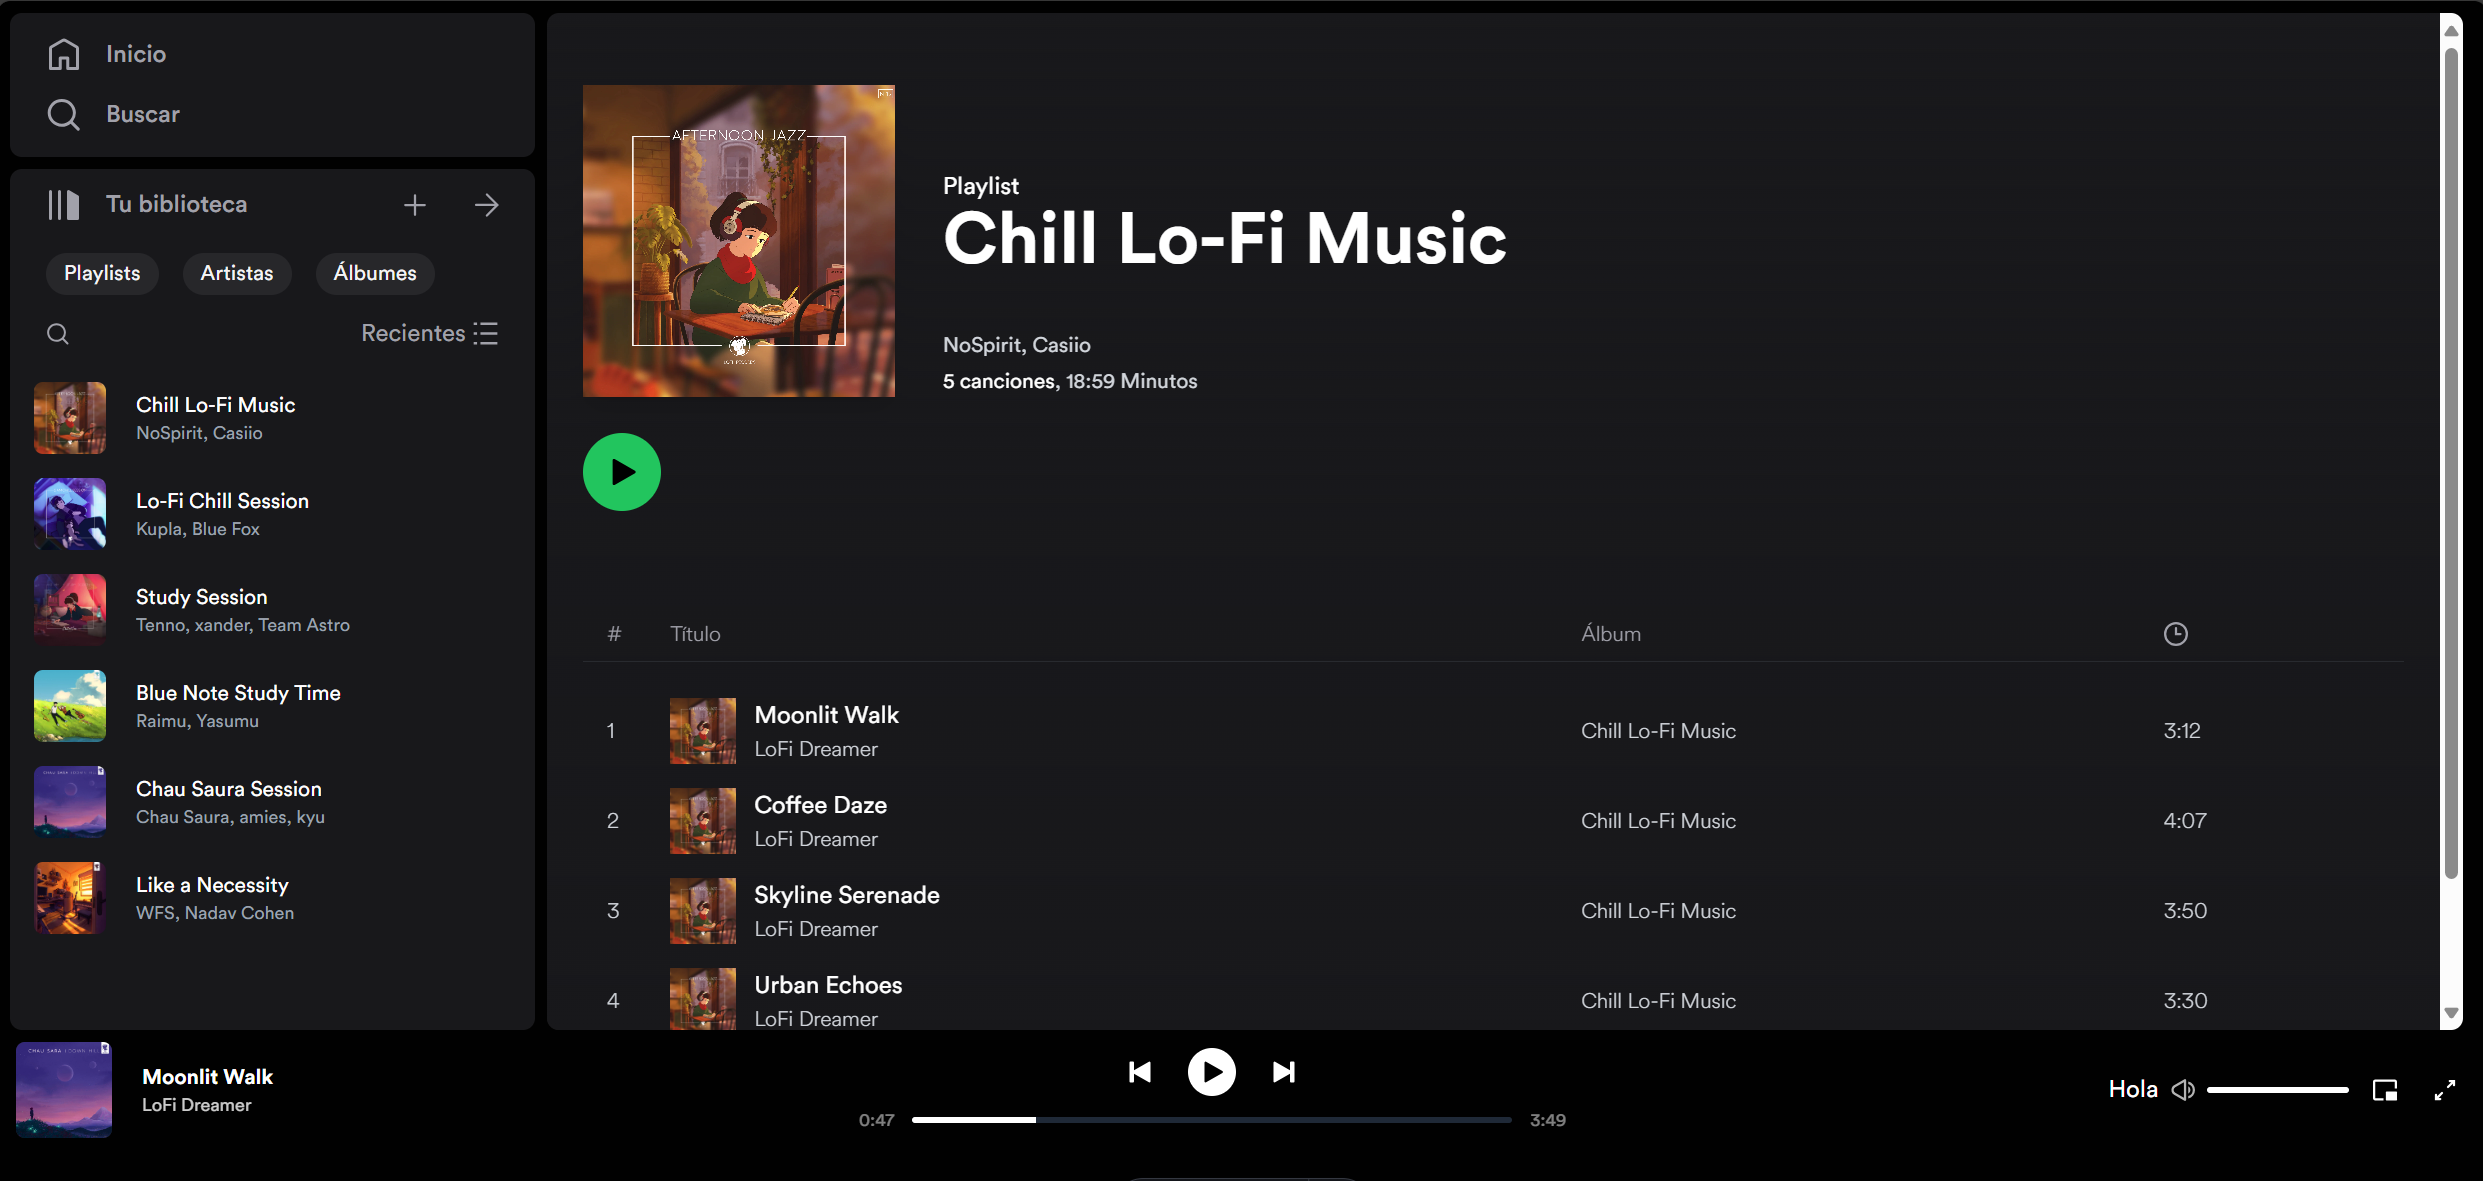 Inicio
Buscar
Tu biblioteca
Playlists
Artistas
Álbumes
Recientes
Chill Lo-Fi Music
NoSpirit, Casiio
Lo-Fi Chill Session
Kupla, Blue Fox
Study Session
Tenno, xander, Team Astro
Blue Note Study Time
Raimu, Yasumu
Chau Saura Session
Chau Saura, amies, kyu
Like a Necessity
WFS, Nadav Cohen
AFTERNOON JAZZ
Playlist
Chill Lo-Fi Music
NoSpirit, Casiio
5 canciones, 18:59 Minutos
# Título Álbum
1 Moonlit Walk Chill Lo-Fi Music 3:12
LoFi Dreamer
2 Coffee Daze Chill Lo-Fi Music 4:07
LoFi Dreamer
3 Skyline Serenade Chill Lo-Fi Music 3:50
LoFi Dreamer
4 Urban Echoes Chill Lo-Fi Music 3:30
LoFi Dreamer
Moonlit Walk
LoFi Dreamer
0:47
3:49
Hola